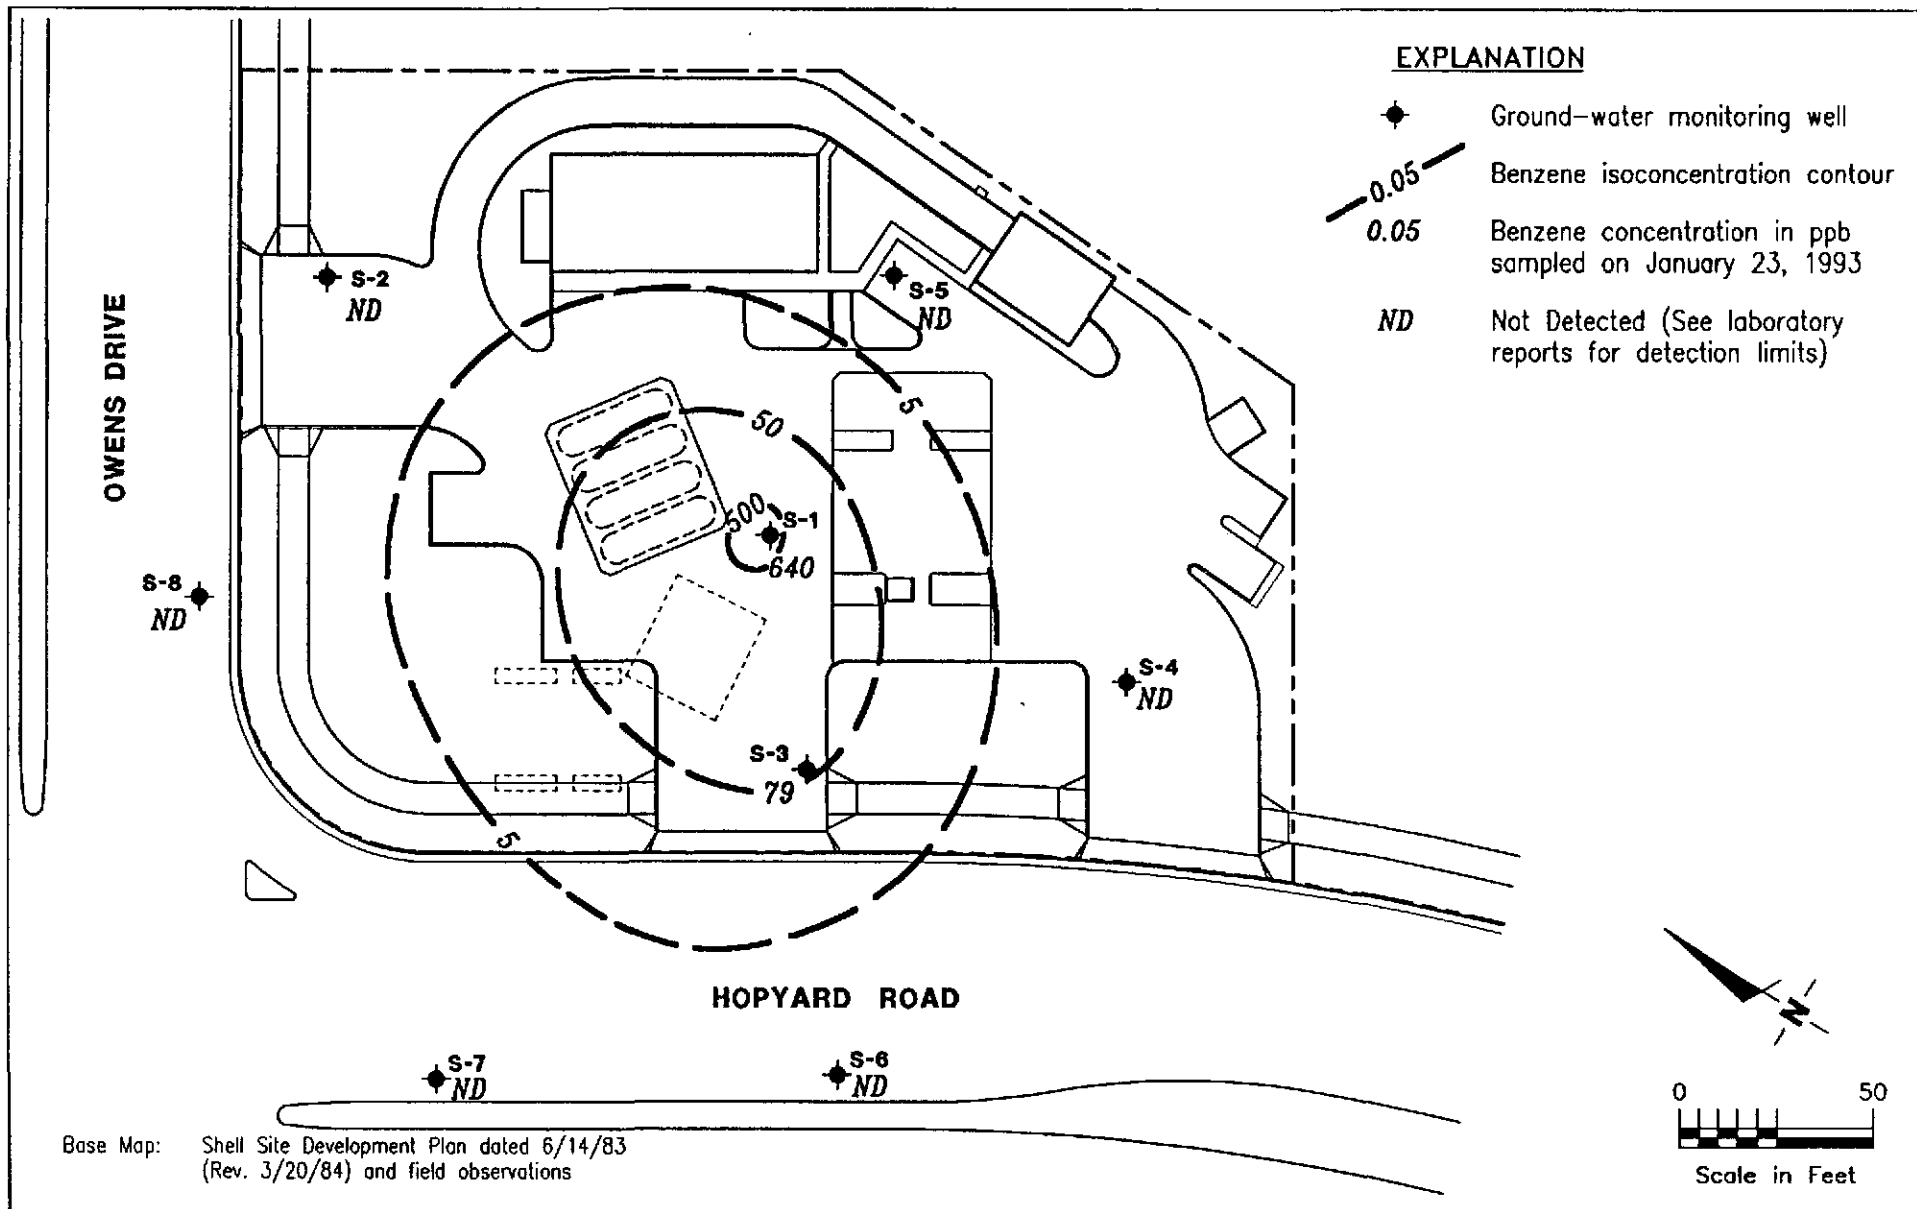 EXPLANATION
Ground-water monitoring well
0.05
Benzene isoconcentration contour
0.05
Benzene concentration in ppb
sampled on January 23, 1993
ND
Not Detected (See laboratory
reports for detection limits)
OWENS DRIVE
S-2
ND
S-5
ND
5
50
500
S-1
640
S-8
ND
S-4
ND
S-3
79
5
HOPYARD ROAD
S-7
ND
S-6
ND
N
0 50
Scale in Feet
Base Map: Shell Site Development Plan dated 6/14/83
(Rev. 3/20/84) and field observations